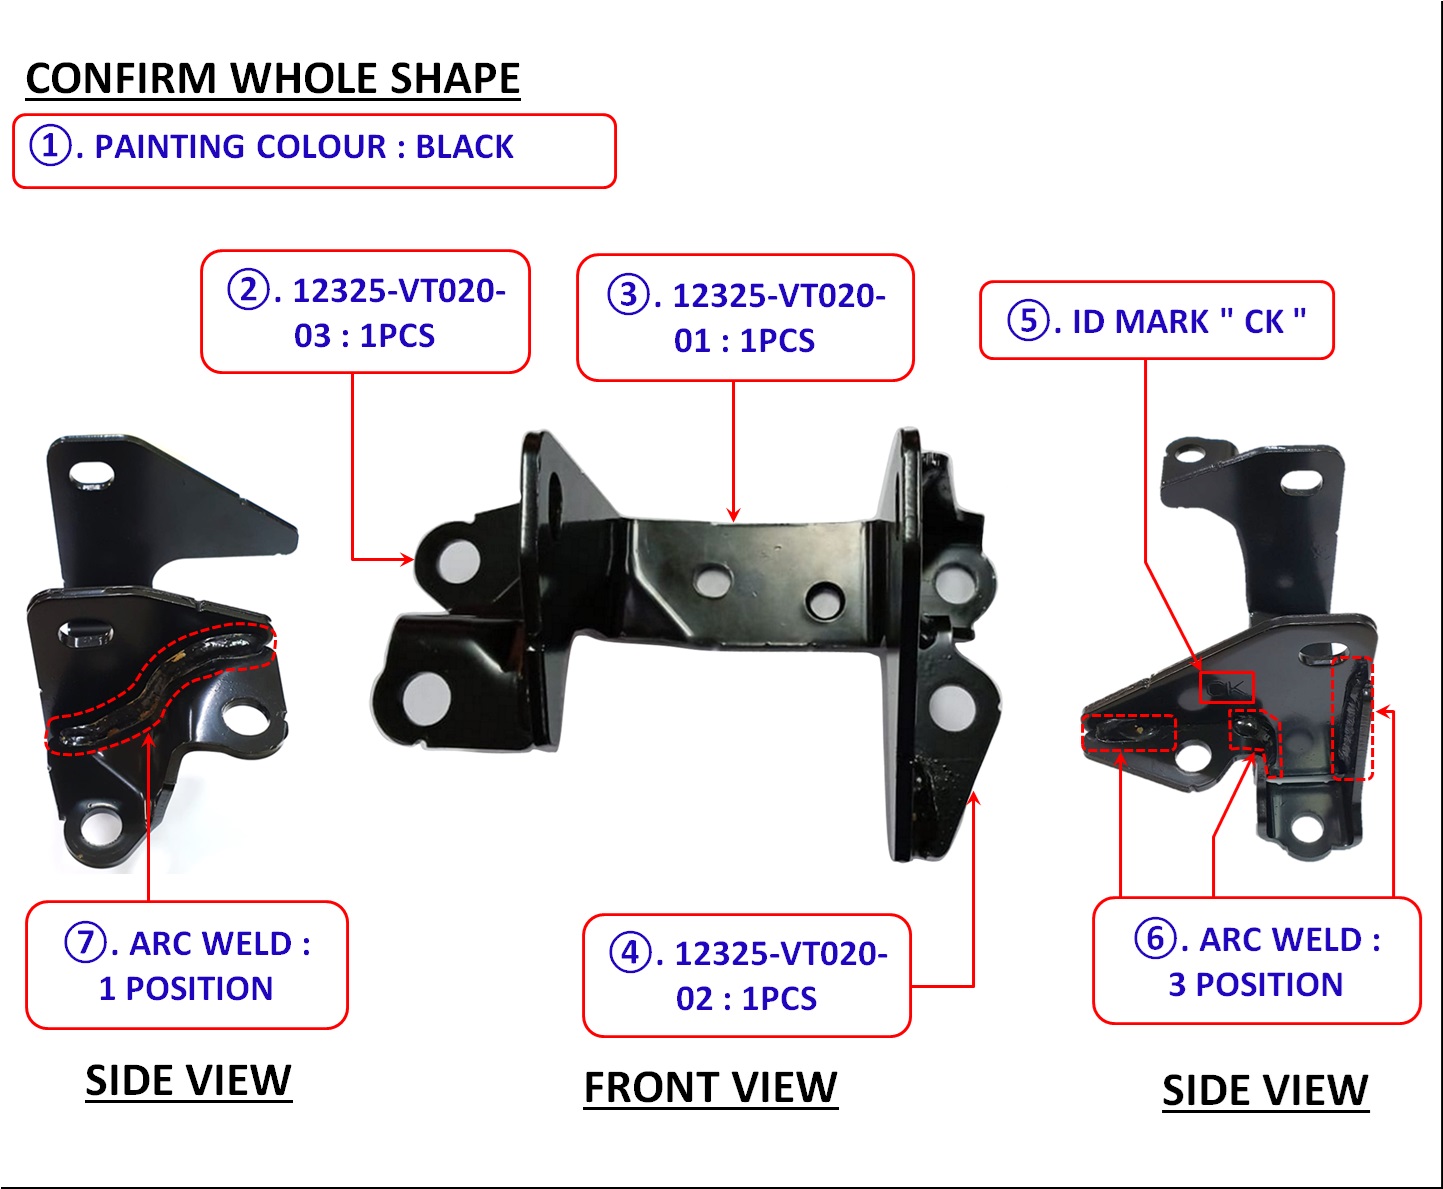 CONFIRM WHOLE SHAPE
①. PAINTING COLOUR : BLACK
②. 12325-VT020-
03 : 1PCS
③. 12325-VT020-
01 : 1PCS
⑤. ID MARK " CK "
CK
⑦. ARC WELD :
1 POSITION
④. 12325-VT020-
02 : 1PCS
⑥. ARC WELD :
3 POSITION
SIDE VIEW
FRONT VIEW
SIDE VIEW